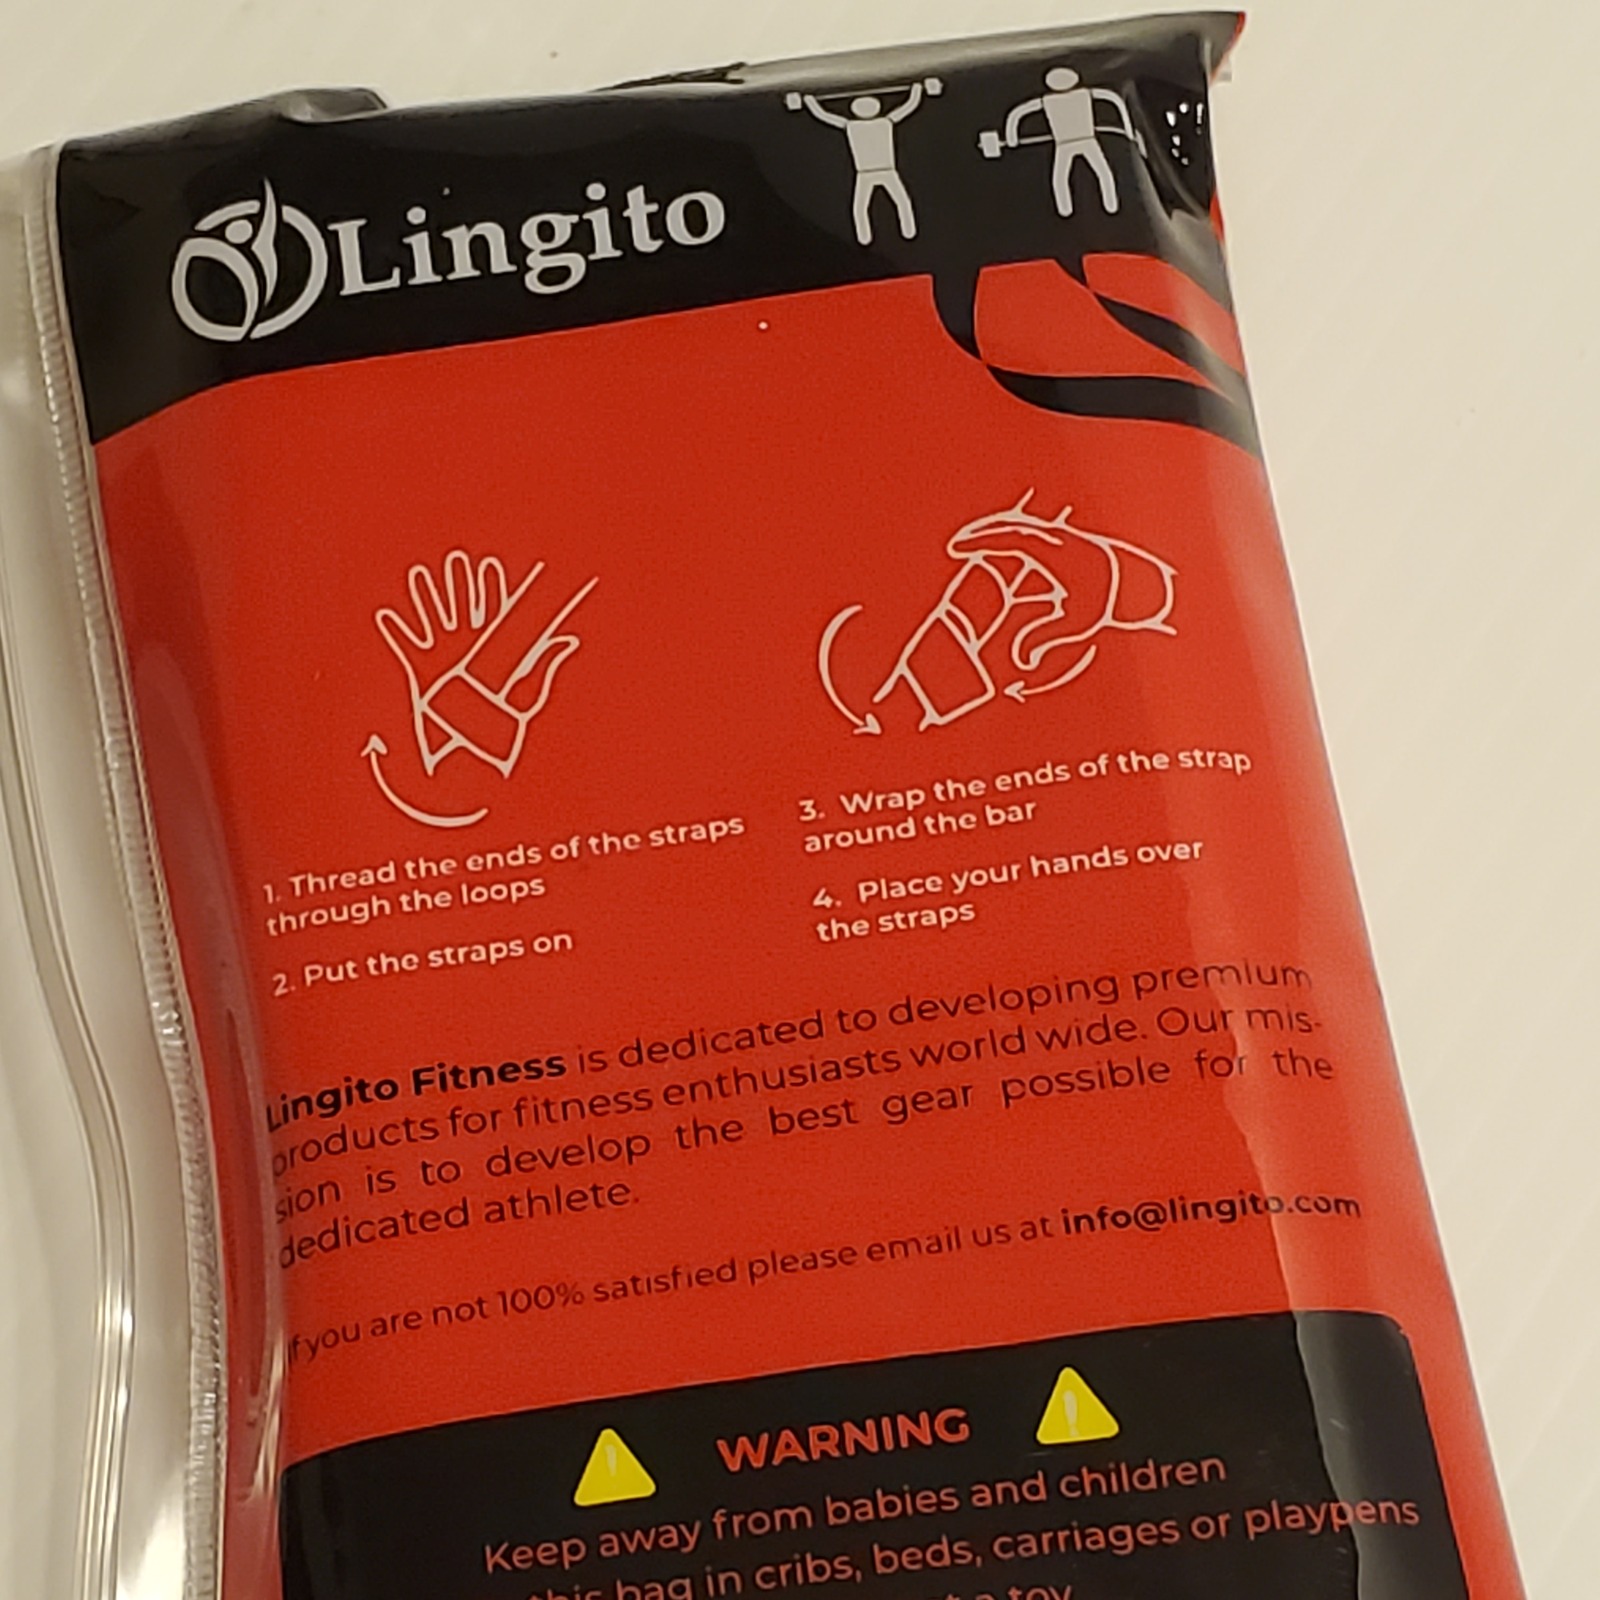 Lingito
1. Thread the ends of the straps
through the loops
2. Put the straps on
3. Wrap the ends of the strap
around the bar
4. Place your hands over
the straps
Lingito Fitness is dedicated to developing premium
products for fitness enthusiasts world wide. Our mis-
sion is to develop the best gear possible for the
dedicated athlete.
If you are not 100% satisfied please email us at info@lingito.com
WARNING
Keep away from babies and children
this bag in cribs, beds, carriages or playpens
a toy